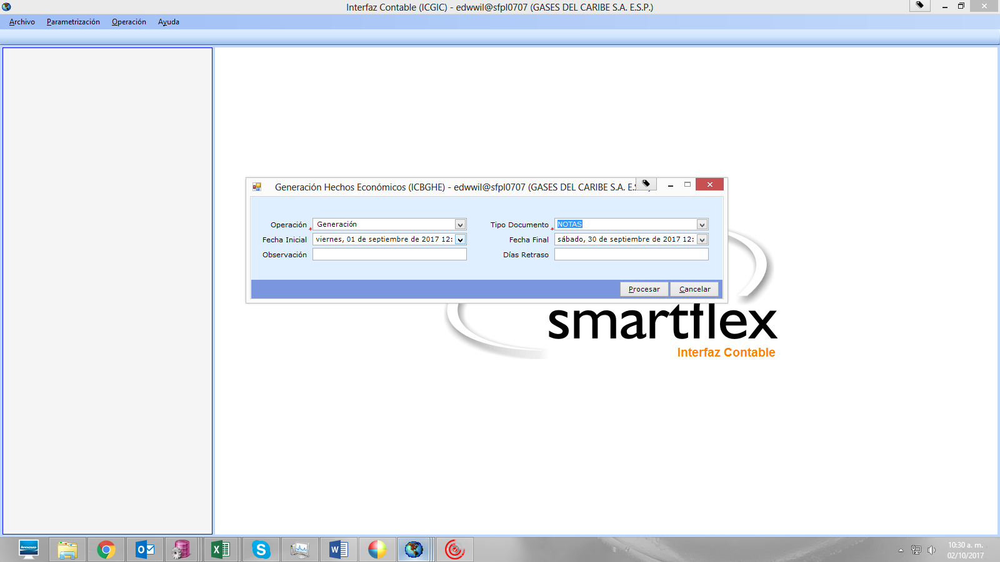 Interfaz Contable (ICGIC) - edwwil@sfpl0707 (GASES DEL CARIBE S.A. E.S.P.)
Archivo Parametrización Operación Ayuda
Generación Hechos Económicos (ICBGHE) - edwwil@sfpl0707 (GASES DEL CARIBE S.A. E.S
Operación * Generación Tipo Documento * NOTAS
Fecha Inicial viernes, 01 de septiembre de 2017 12: Fecha Final sábado, 30 de septiembre de 2017 12:
Observación Días Retraso
Procesar Cancelar
smartflex
Interfaz Contable
lenovo
10:30 a. m.
02/10/2017